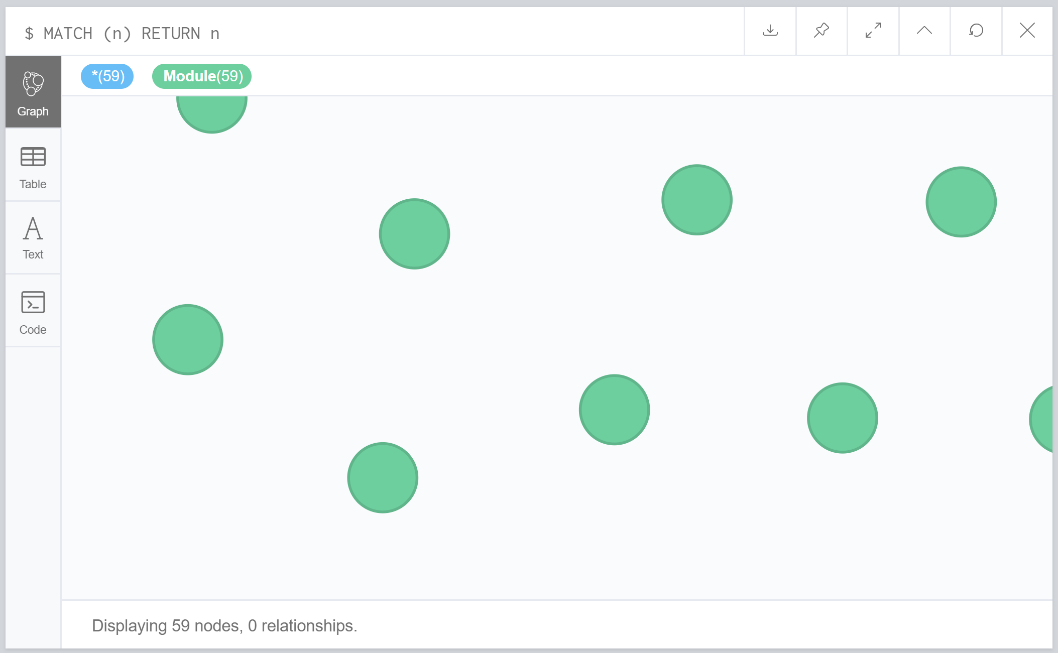 $ MATCH (n) RETURN n
*(59) Module(59)
Graph
Table
A
Text
Code
Displaying 59 nodes, 0 relationships.